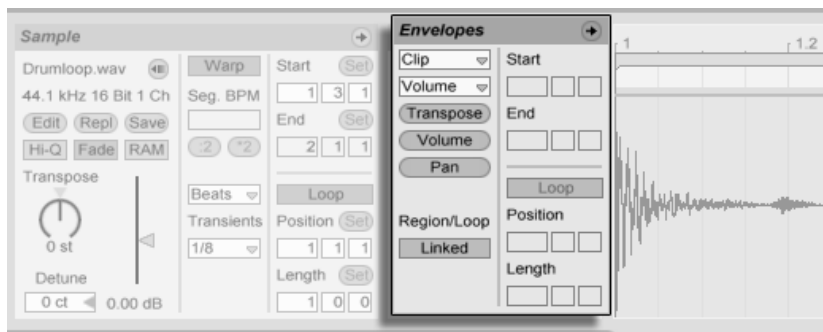 Sample
Drumloop.wav
44.1 kHz 16 Bit 1 Ch
Edit Repl Save
Hi-Q Fade RAM
Transpose
0 st
Detune
0 ct 0.00 dB
Warp
Seg. BPM
:2 *2
Beats
Transients
1/8
Start Set
1 3 1
End Set
2 1 1
Loop
Position Set
1 1 1
Length Set
1 0 0
Envelopes
Clip
Volume
Transpose
Volume
Pan
Region/Loop
Linked
Start
End
Loop
Position
Length
1 1.2